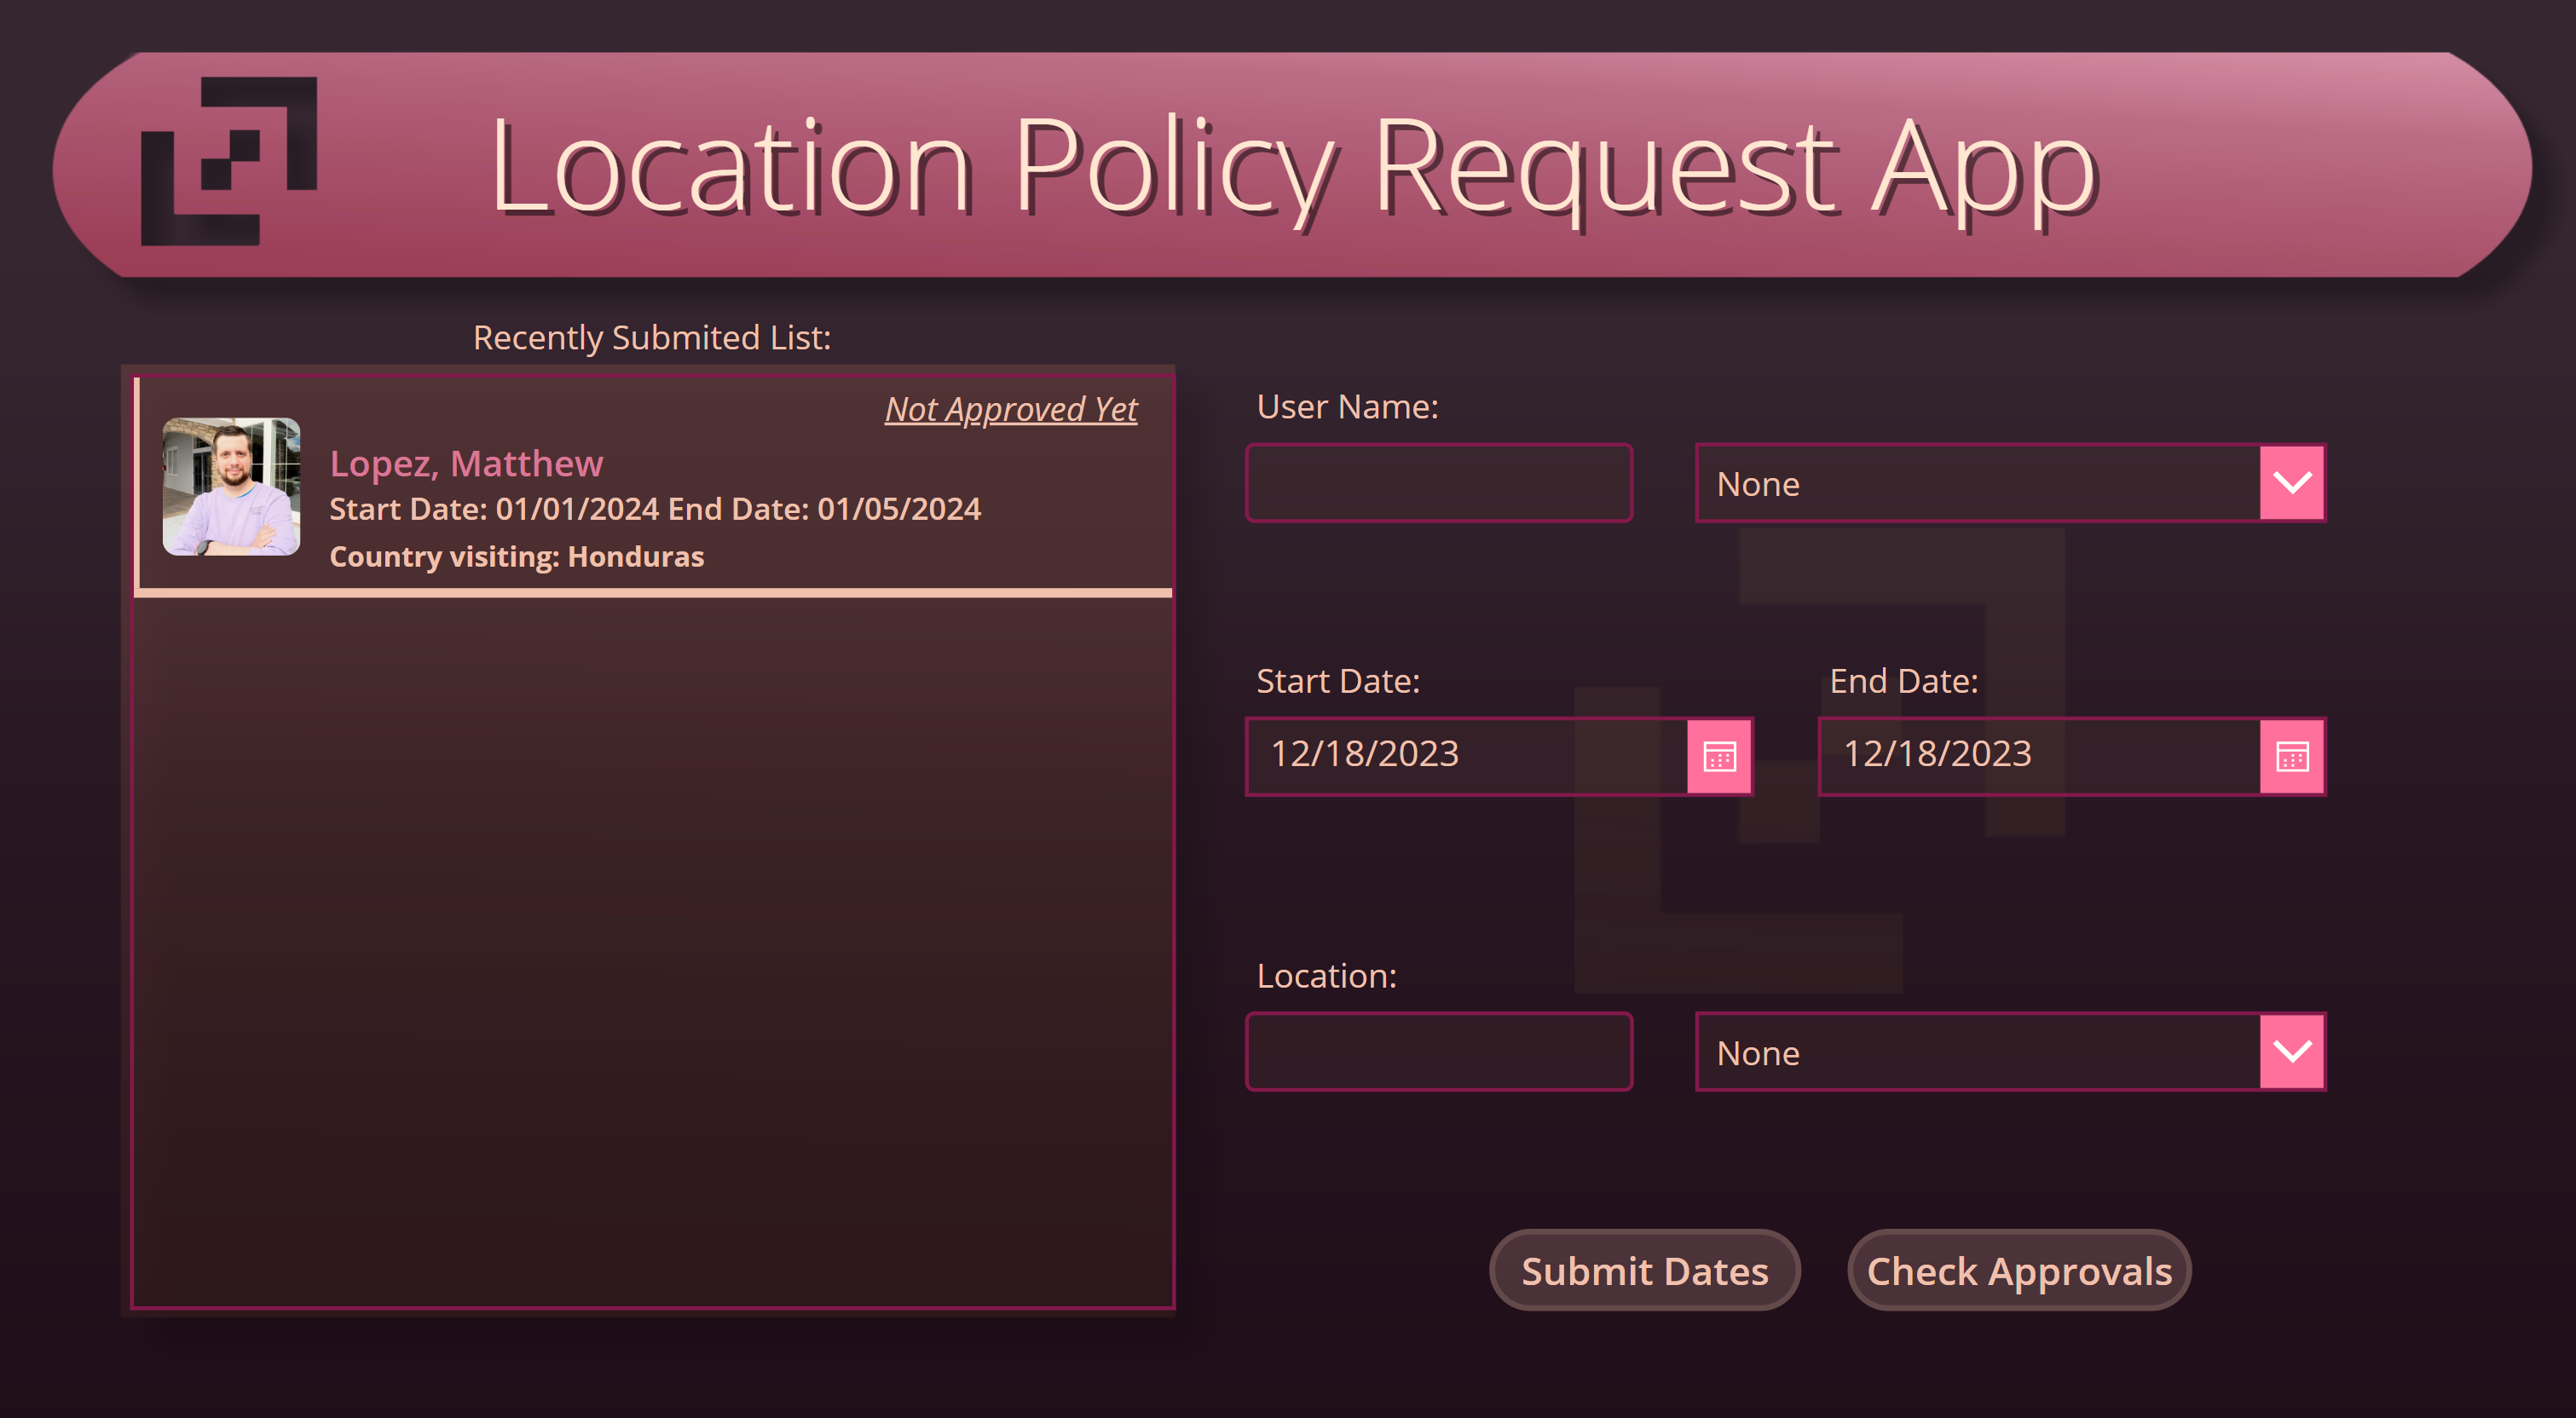 Location Policy Request App
Recently Submited List:
Not Approved Yet
Lopez, Matthew
Start Date: 01/01/2024 End Date: 01/05/2024
Country visiting: Honduras
User Name:
None
Start Date:
End Date:
12/18/2023
12/18/2023
Location:
None
Submit Dates
Check Approvals